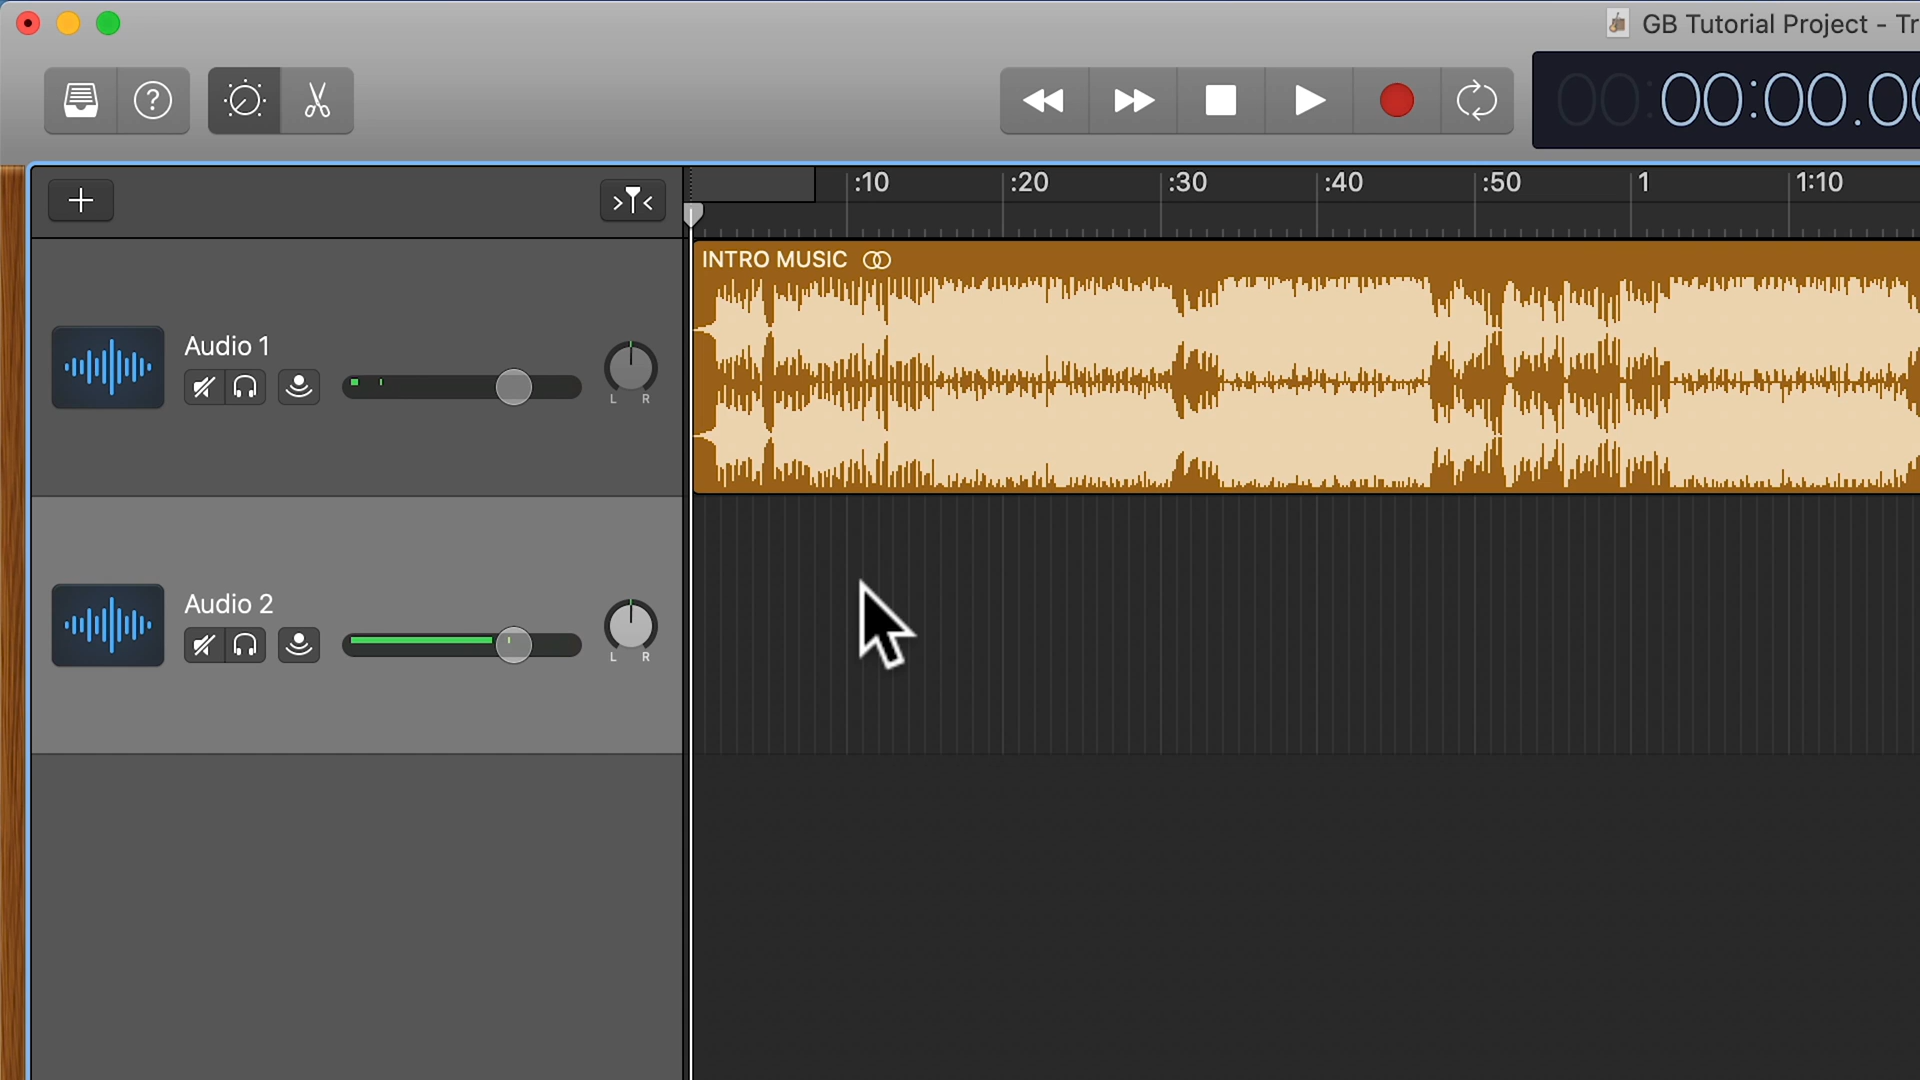 GB Tutorial Project - Tr
00:00:00.00
:10
:20
:30
:40
:50
1
1:10
INTRO MUSIC
Audio 1
L R
Audio 2
L R